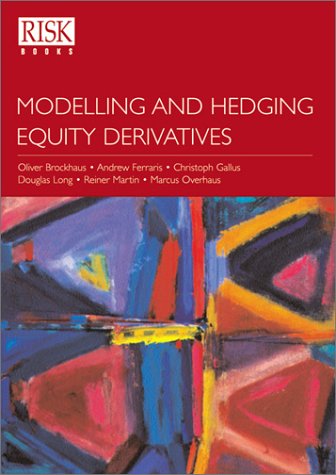 RISK
BOOKS
MODELLING AND HEDGING
EQUITY DERIVATIVES
Oliver Brockhaus • Andrew Ferraris • Christoph Gallus
Douglas Long • Reiner Martin • Marcus Overhaus